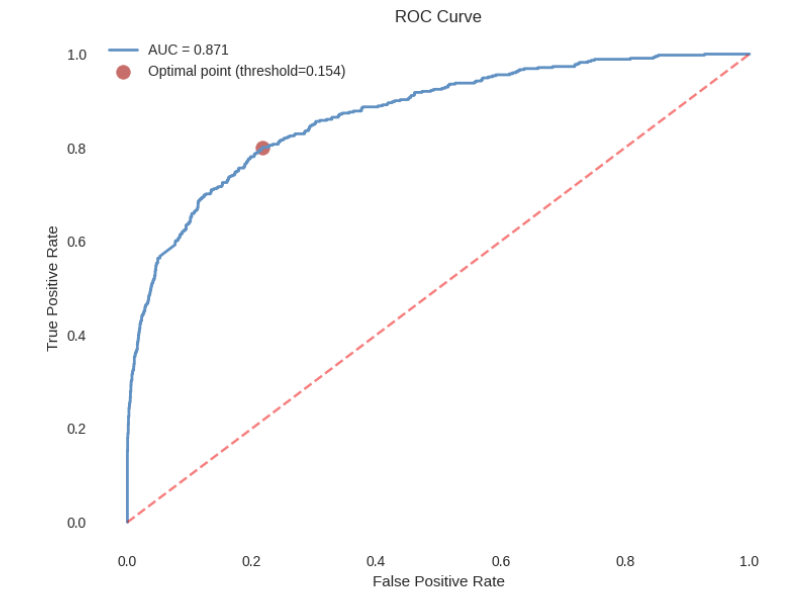 ROC Curve
AUC = 0.871
Optimal point (threshold=0.154)
1.0
0.8
0.6
0.4
0.2
0.0
True Positive Rate
0.0 0.2 0.4 0.6 0.8 1.0
False Positive Rate